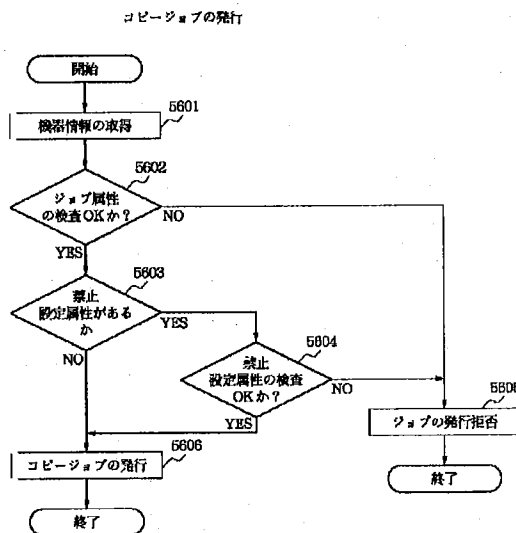 コピージョブの発行
開始
5601
機器情報の取得
5602
ジョブ属性
の検査OKか?
NO
YES
5603
禁止
設定属性がある
か
YES
NO
5604
禁止
設定属性の検査
OKか?
NO
YES
5605
ジョブの発行拒否
5606
コピージョブの発行
終了
終了